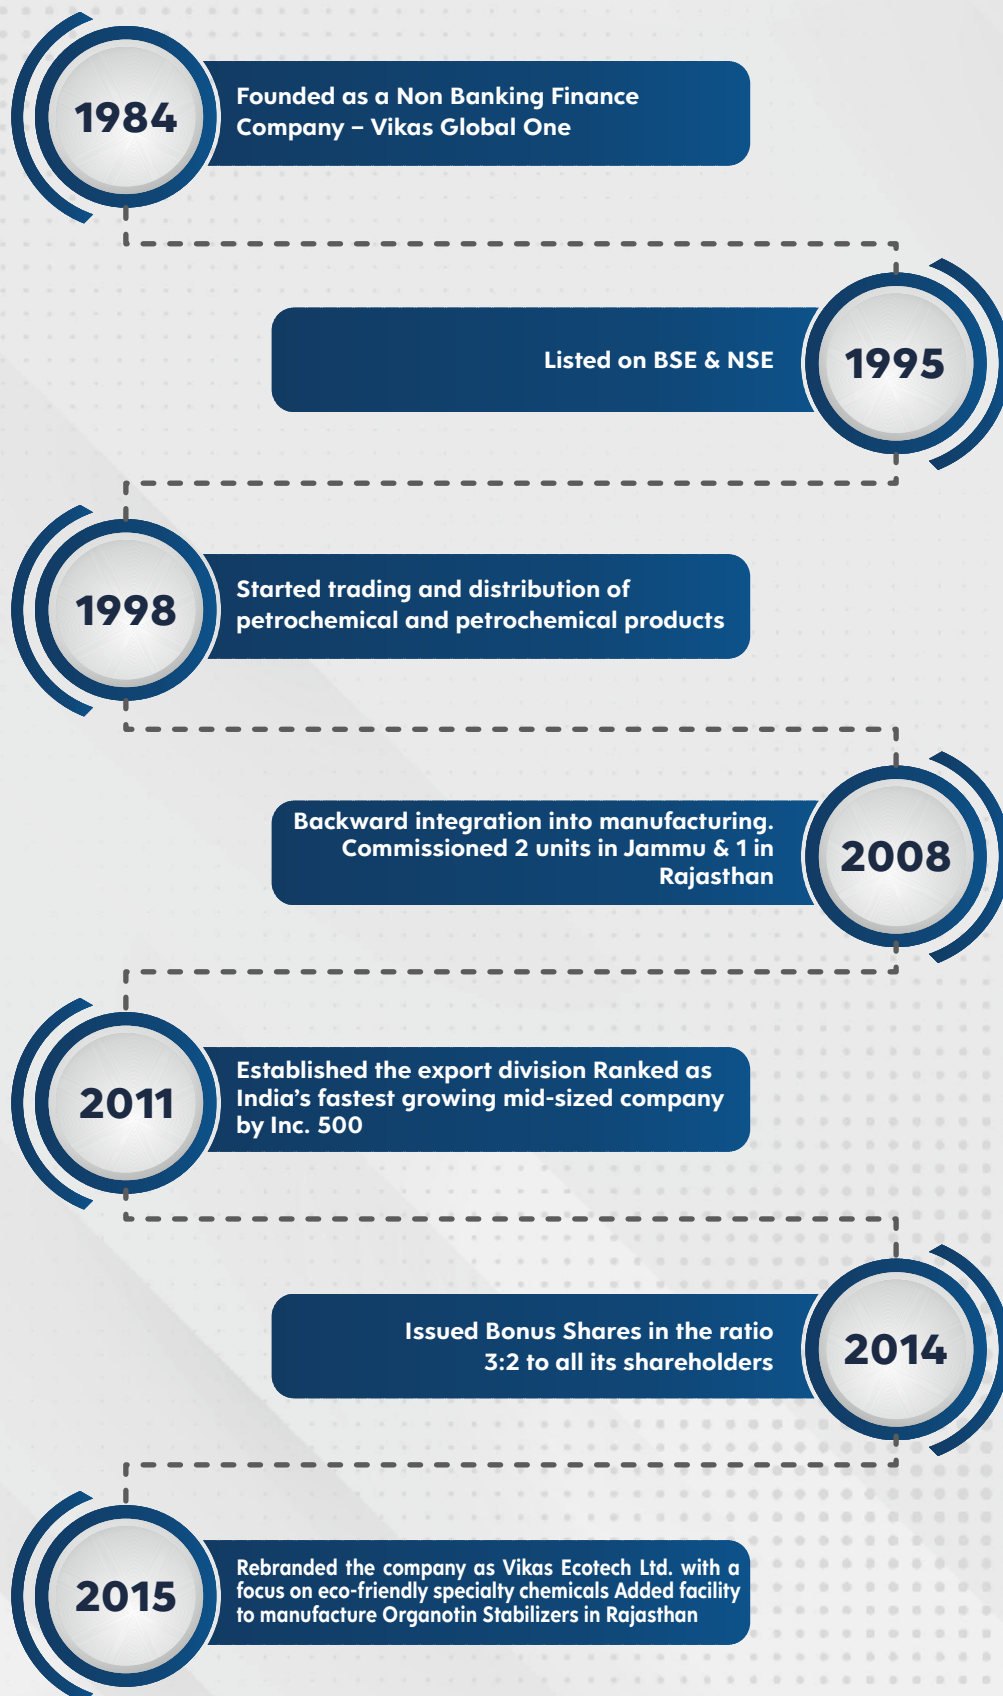 1984
Founded as a Non Banking Finance
Company – Vikas Global One
Listed on BSE & NSE
1995
1998
Started trading and distribution of
petrochemical and petrochemical products
Backward integration into manufacturing.
Commissioned 2 units in Jammu & 1 in
Rajasthan
2008
2011
Established the export division Ranked as
India’s fastest growing mid-sized company
by Inc. 500
Issued Bonus Shares in the ratio
3:2 to all its shareholders
2014
2015
Rebranded the company as Vikas Ecotech Ltd. with a
focus on eco-friendly specialty chemicals Added facility
to manufacture Organotin Stabilizers in Rajasthan